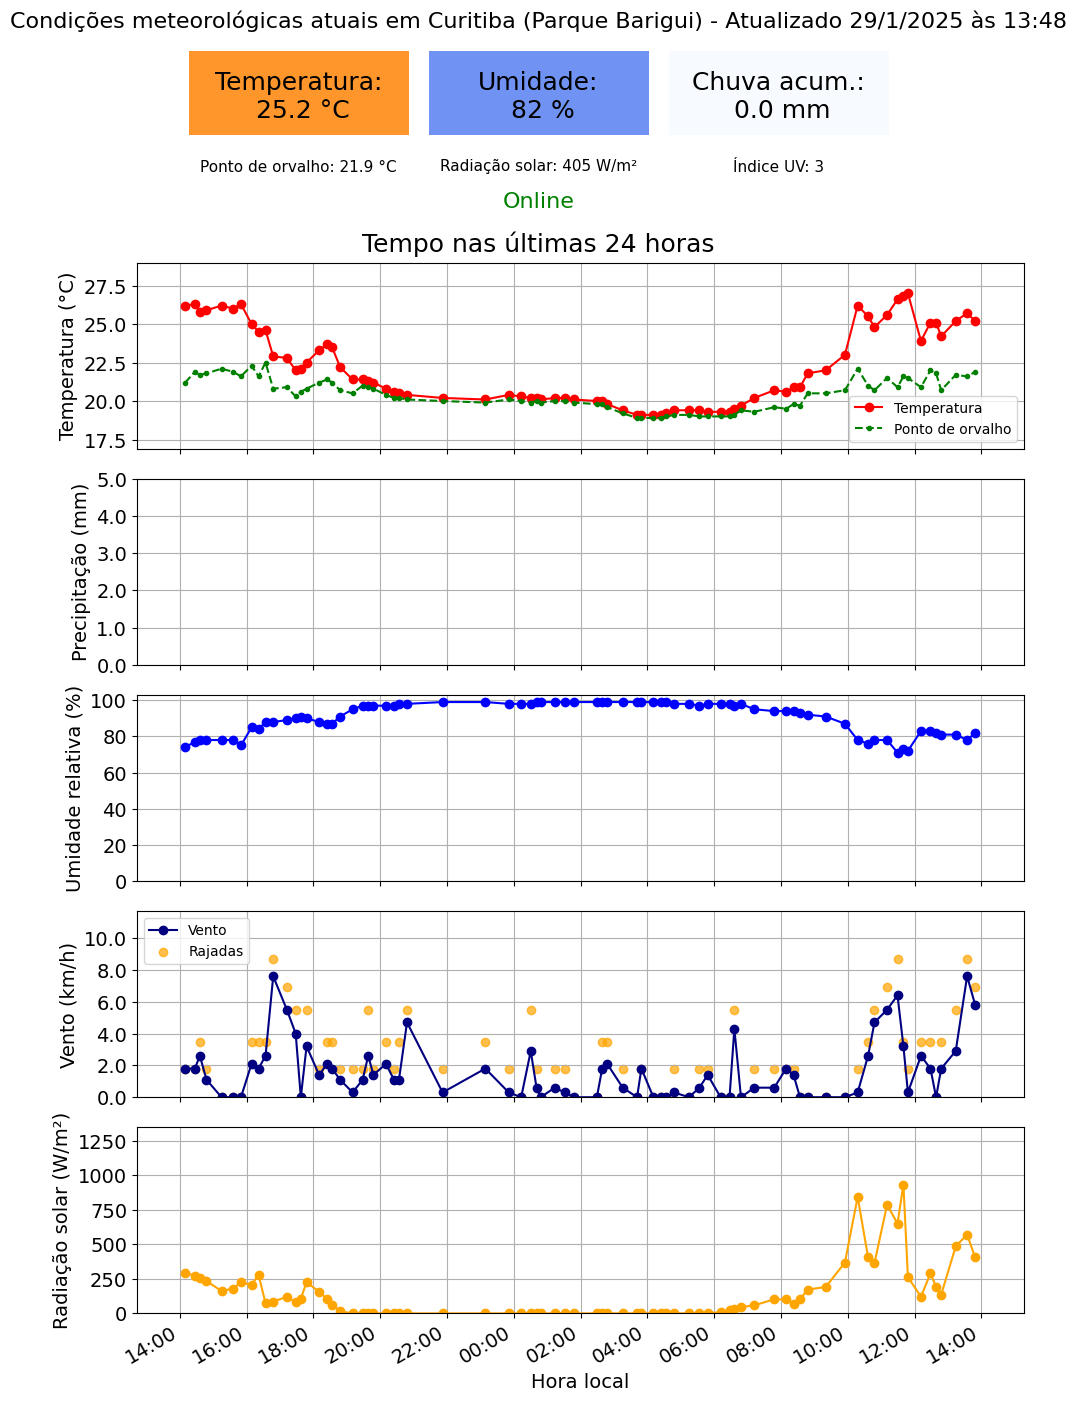 Condições meteorológicas atuais em Curitiba (Parque Barigui) - Atualizado 29/1/2025 às 13:48
Temperatura:
25.2 °C
Umidade:
82 %
Chuva acum.:
0.0 mm
Ponto de orvalho: 21.9 °C
Radiação solar: 405 W/m²
Índice UV: 3
Online
Tempo nas últimas 24 horas
Temperatura (°C)
27.5
25.0
22.5
20.0
17.5
Temperatura
Ponto de orvalho
Precipitação (mm)
5.0
4.0
3.0
2.0
1.0
0.0
Umidade relativa (%)
100
80
60
40
20
0
Vento (km/h)
10.0
8.0
6.0
4.0
2.0
0.0
Vento
Rajadas
Radiação solar (W/m²)
1250
1000
750
500
250
0
14:00
16:00
18:00
20:00
22:00
00:00
02:00
04:00
06:00
08:00
10:00
12:00
14:00
Hora local